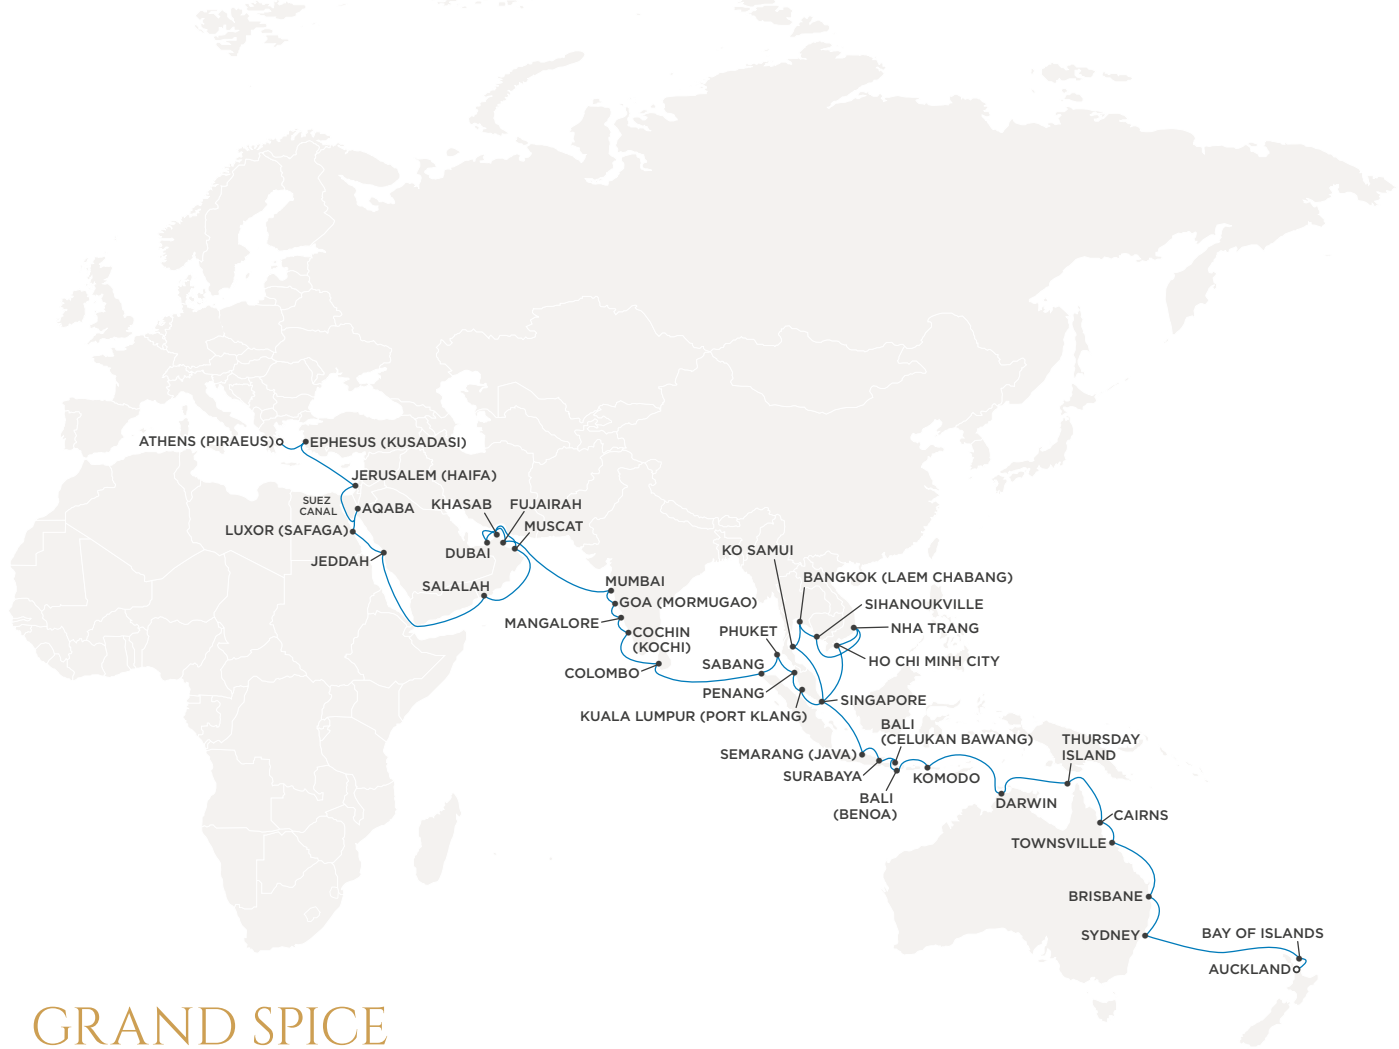 ATHENS (PIRAEUS)
EPHESUS (KUSADASI)
JERUSALEM (HAIFA)
SUEZ
CANAL
AQABA
LUXOR (SAFAGA)
JEDDAH
SALALAH
KHASAB
FUJAIRAH
MUSCAT
DUBAI
MUMBAI
GOA (MORMUGAO)
MANGALORE
COCHIN
(KOCHI)
COLOMBO
SABANG
PHUKET
PENANG
KUALA LUMPUR (PORT KLANG)
KO SAMUI
BANGKOK (LAEM CHABANG)
SIHANOUKVILLE
NHA TRANG
HO CHI MINH CITY
SINGAPORE
SEMARANG (JAVA)
SURABAYA
BALI
(CELUKAN BAWANG)
BALI
(BENOA)
KOMODO
DARWIN
THURSDAY
ISLAND
CAIRNS
TOWNSVILLE
BRISBANE
SYDNEY
BAY OF ISLANDS
AUCKLAND
GRAND SPICE